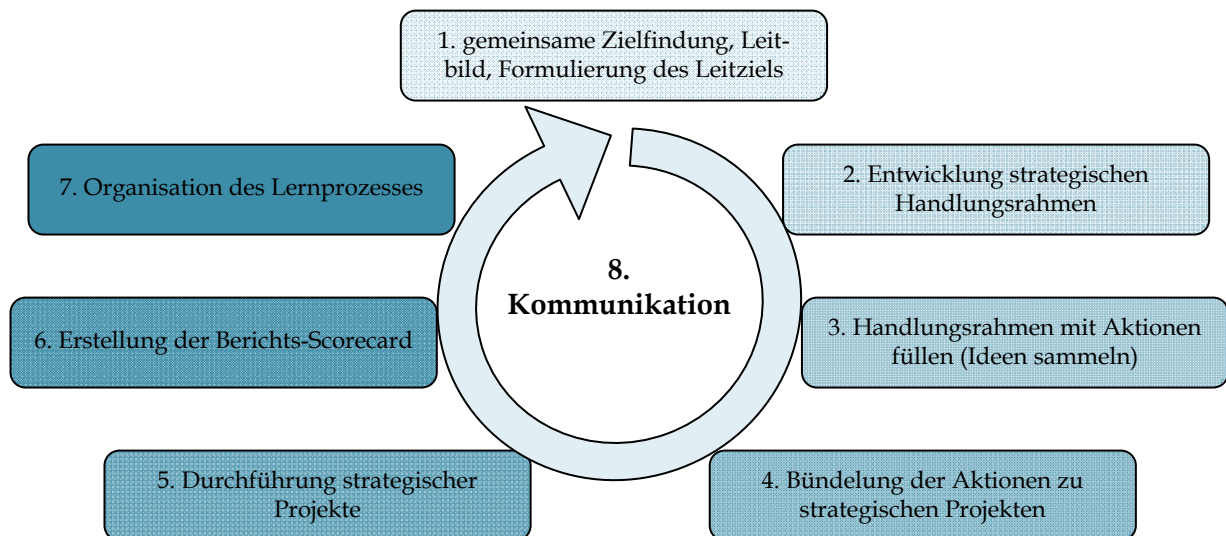 1. gemeinsame Zielfindung, Leit-
bild, Formulierung des Leitziels
2. Entwicklung strategischen
Handlungsrahmen
3. Handlungsrahmen mit Aktionen
füllen (Ideen sammeln)
4. Bündelung der Aktionen zu
strategischen Projekten
5. Durchführung strategischer
Projekte
6. Erstellung der Berichts-Scorecard
7. Organisation des Lernprozesses
8.
Kommunikation